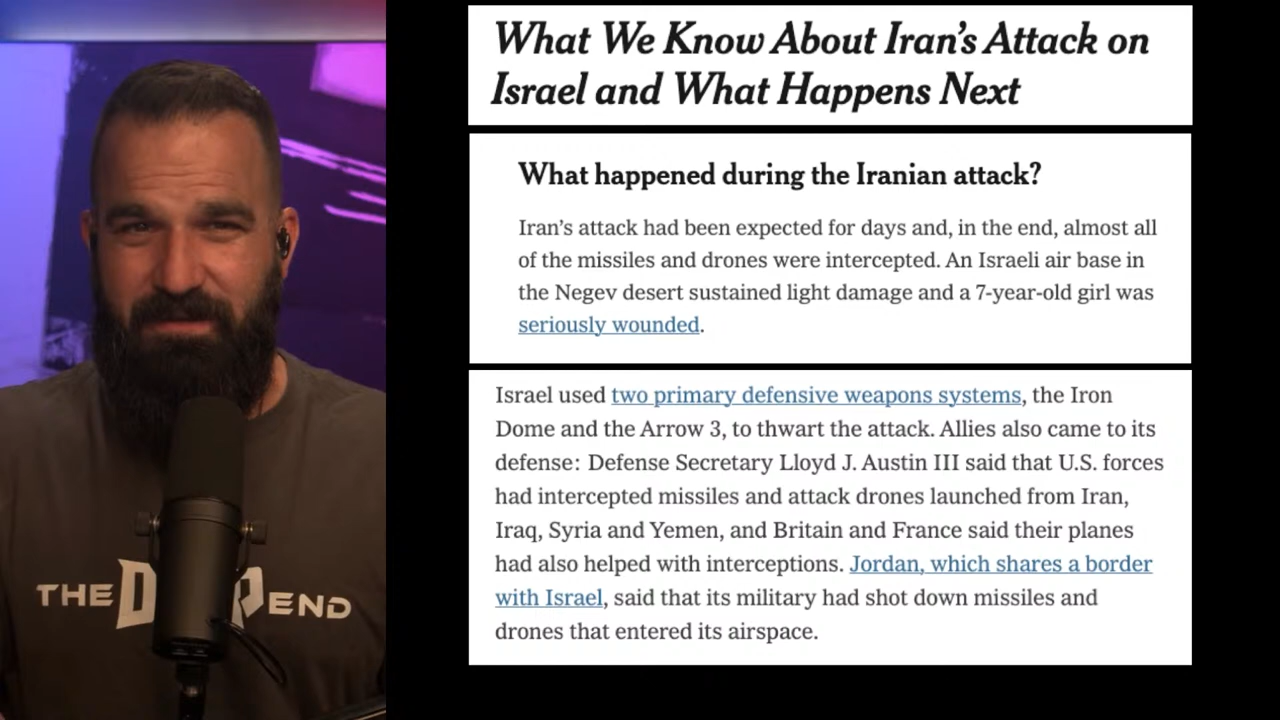 What We Know About Iran's Attack on
Israel and What Happens Next
What happened during the Iranian attack?
Iran's attack had been expected for days and, in the end, almost all
of the missiles and drones were intercepted. An Israeli air base in
the Negev desert sustained light damage and a 7-year-old girl was
seriously wounded.
Israel used two primary defensive weapons systems, the Iron
Dome and the Arrow 3, to thwart the attack. Allies also came to its
defense: Defense Secretary Lloyd J. Austin III said that U.S. forces
had intercepted missiles and attack drones launched from Iran,
Iraq, Syria and Yemen, and Britain and France said their planes
had also helped with interceptions. Jordan, which shares a border
with Israel, said that its military had shot down missiles and
drones that entered its airspace.
THE END